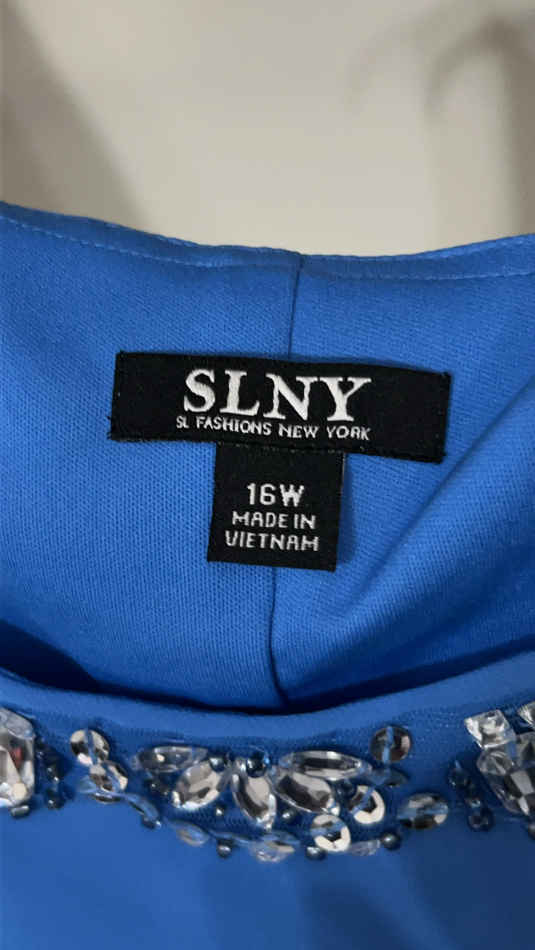 SLNY
SL FASHIONS NEW YORK
16W
MADE IN
VIETNAM